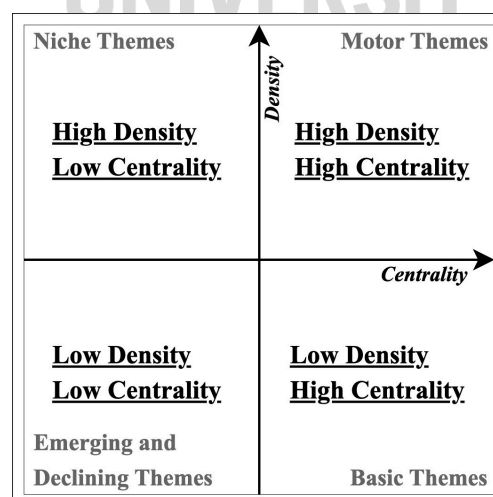 UNIVERSIT
Niche Themes
Motor Themes
Density
High Density
Low Centrality
High Density
High Centrality
Centrality
Low Density
Low Centrality
Low Density
High Centrality
Emerging and
Declining Themes
Basic Themes